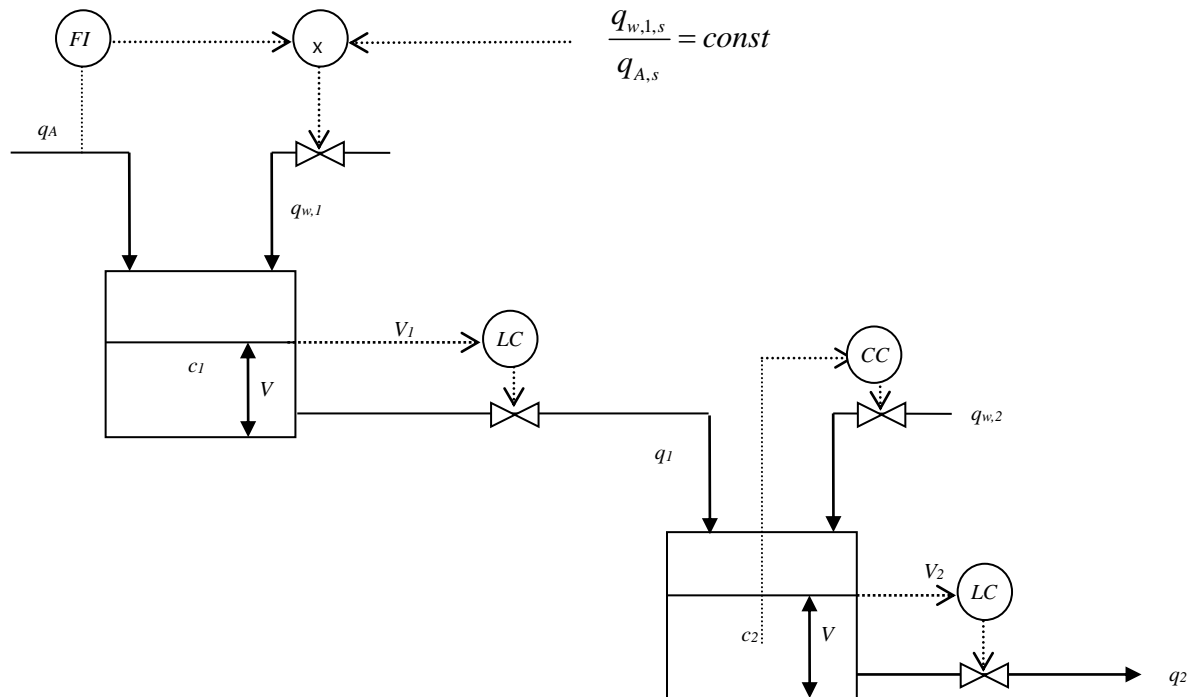 FI
x
q_{w,1,s}
/ q_{A,s} = const
q_A
q_{w,1}
V_1
LC
CC
c_1
V
q_{w,2}
q_1
V_2
LC
c_2
V
q_2